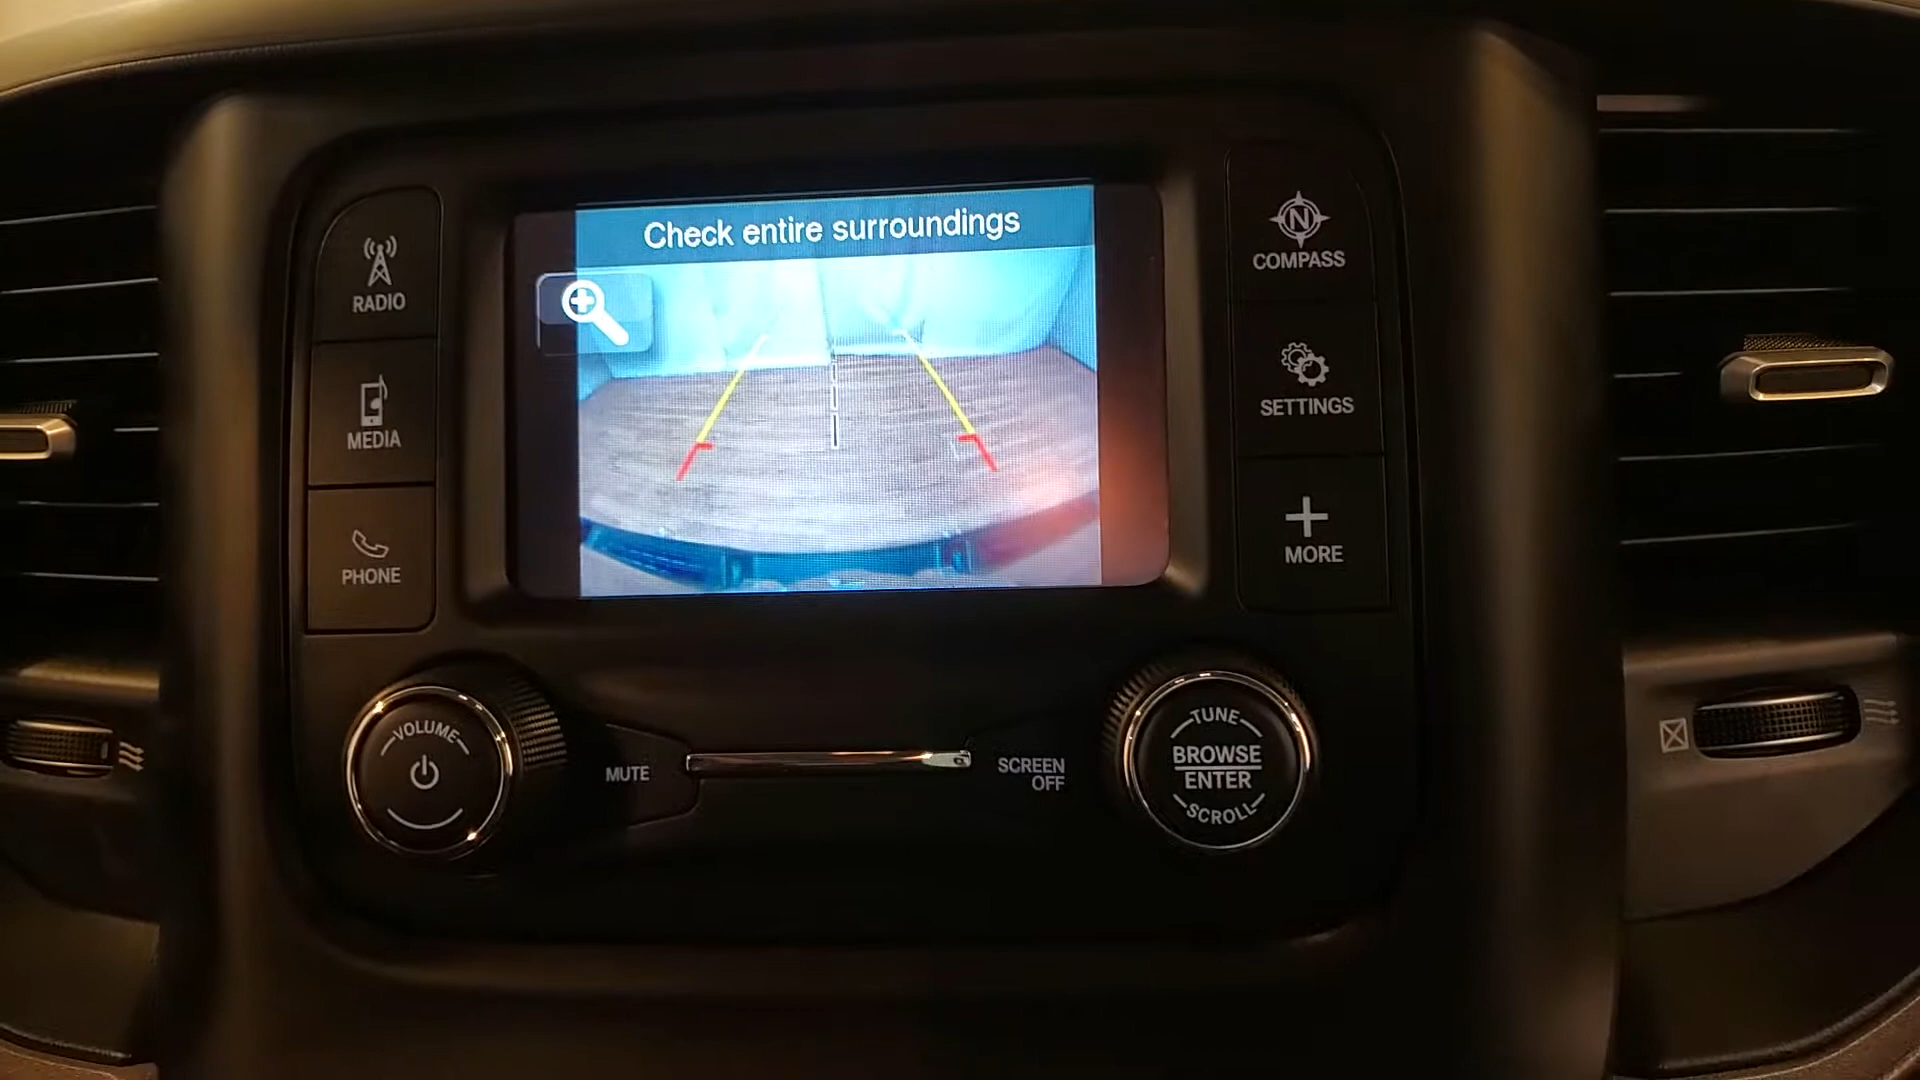 Check entire surroundings
RADIO
MEDIA
PHONE
N
COMPASS
SETTINGS
MORE
VOLUME
MUTE
SCREEN
OFF
TUNE
BROWSE
ENTER
SCROLL